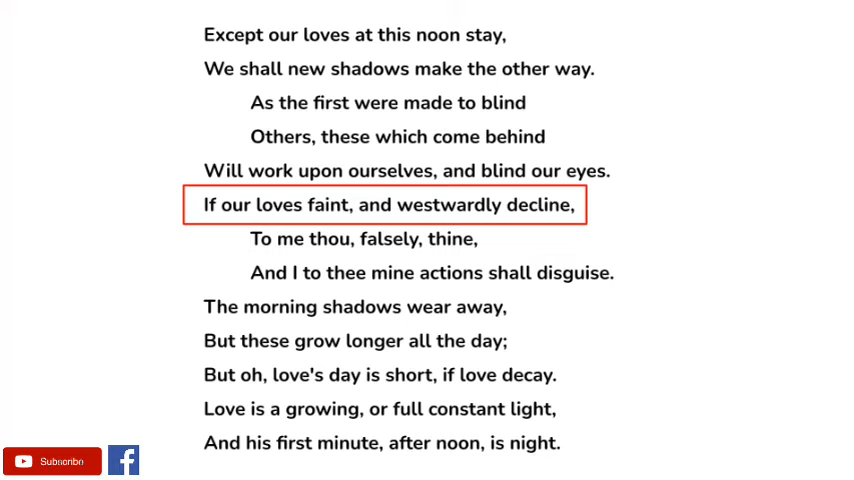 Except our loves at this noon stay,
We shall new shadows make the other way.
As the first were made to blind
Others, these which come behind
Will work upon ourselves, and blind our eyes.
If our loves faint, and westwardly decline,
To me thou, falsely, thine,
And I to thee mine actions shall disguise.
The morning shadows wear away,
But these grow longer all the day;
But oh, love's day is short, if love decay.
Love is a growing, or full constant light,
And his first minute, after noon, is night.
Subscribe